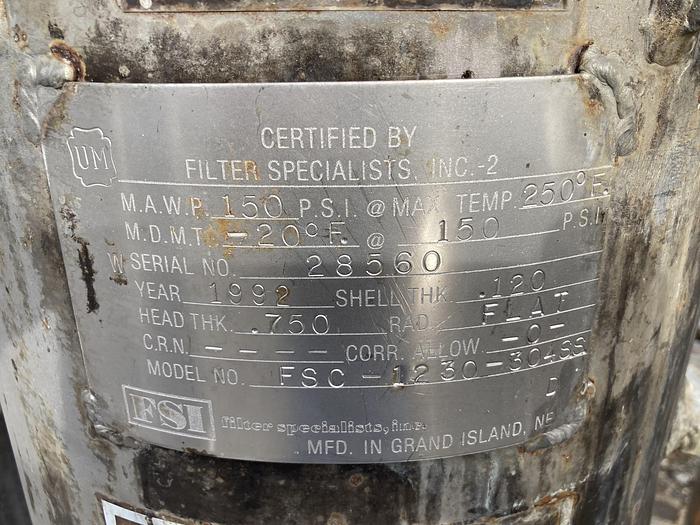 UM
CERTIFIED BY
FILTER SPECIALISTS, INC.-2
M.A.W.P. 150 P.S.I. @ MAX TEMP. 250°F.
M.D.M.T. -20°F. @ 150 P.S.I.
W SERIAL NO. 28560
YEAR 1992 SHELL THK. .120
HEAD THK. .750 RAD. FLAT
C.R.N. - - - - CORR. ALLOW. -0-
MODEL NO. FSC-1230-304SS
D
FSI filter specialists, inc.
MFD. IN GRAND ISLAND, NE